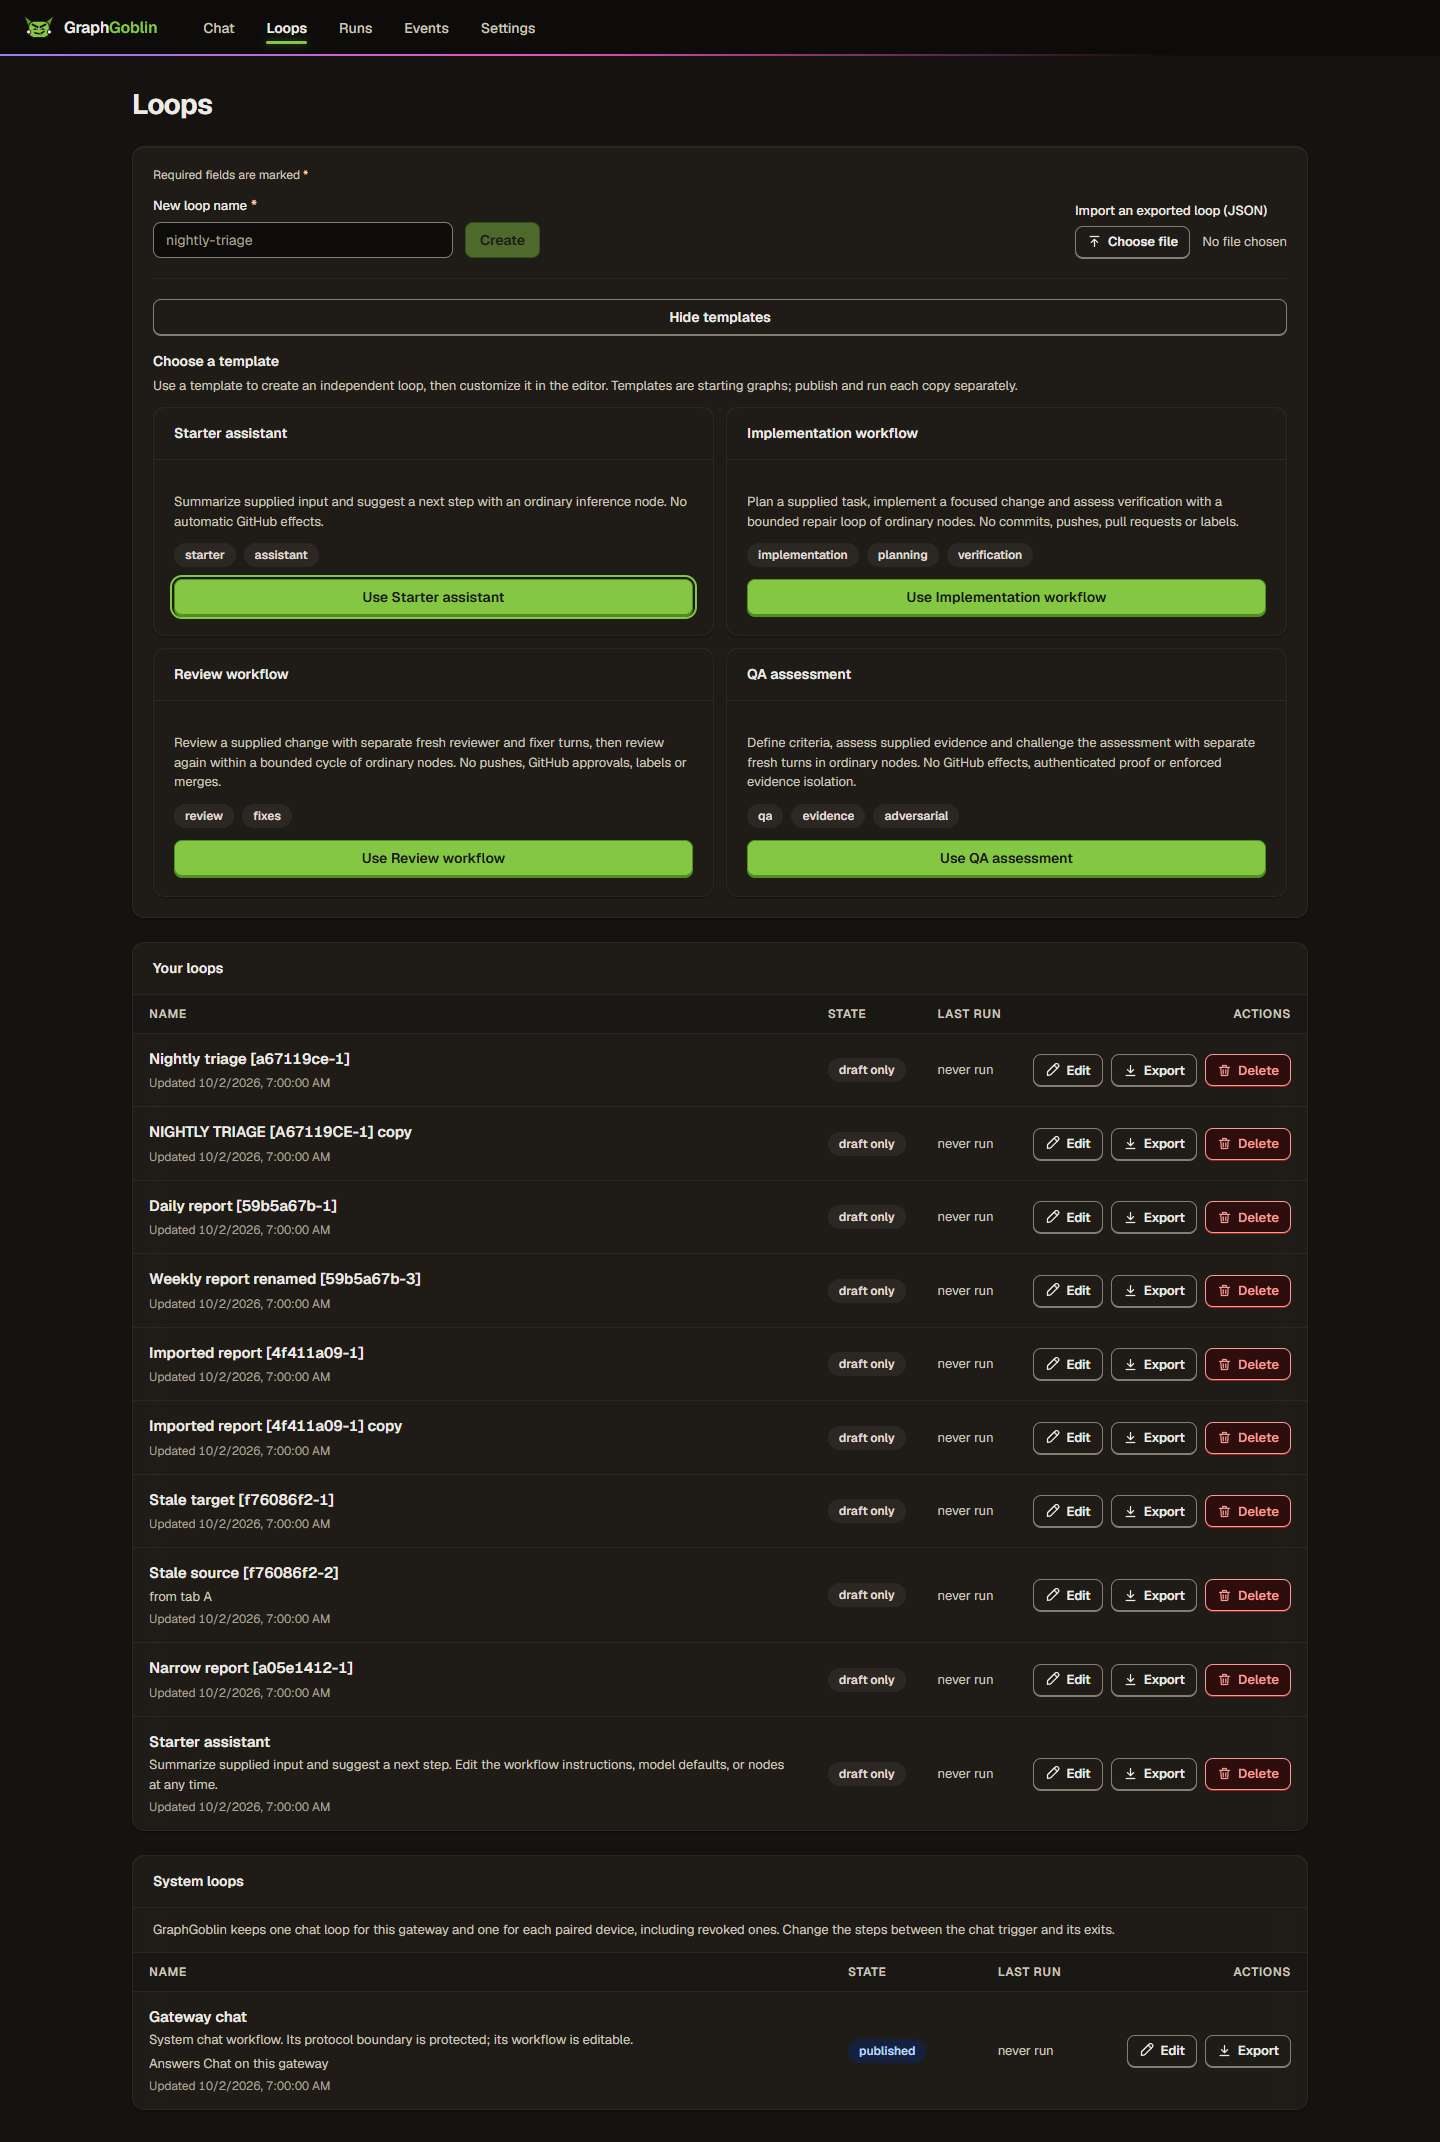 GraphGoblin
Chat
Loops
Runs
Events
Settings
Loops
Required fields are marked *
New loop name *
nightly-triage
Create
Import an exported loop (JSON)
Choose file
No file chosen
Hide templates
Choose a template
Use a template to create an independent loop, then customize it in the editor. Templates are starting graphs; publish and run each copy separately.
Starter assistant
Summarize supplied input and suggest a next step with an ordinary inference node. No
automatic GitHub effects.
starter
assistant
Use Starter assistant
Implementation workflow
Plan a supplied task, implement a focused change and assess verification with a
bounded repair loop of ordinary nodes. No commits, pushes, pull requests or labels.
implementation
planning
verification
Use Implementation workflow
Review workflow
Review a supplied change with separate fresh reviewer and fixer turns, then review
again within a bounded cycle of ordinary nodes. No pushes, GitHub approvals, labels or
merges.
review
fixes
Use Review workflow
QA assessment
Define criteria, assess supplied evidence and challenge the assessment with separate
fresh turns in ordinary nodes. No GitHub effects, authenticated proof or enforced
evidence isolation.
qa
evidence
adversarial
Use QA assessment
Your loops
NAME
STATE
LAST RUN
ACTIONS
Nightly triage [a67119ce-1]
Updated 10/2/2026, 7:00:00 AM
draft only
never run
Edit
Export
Delete
NIGHTLY TRIAGE [A67119CE-1] copy
Updated 10/2/2026, 7:00:00 AM
draft only
never run
Edit
Export
Delete
Daily report [59b5a67b-1]
Updated 10/2/2026, 7:00:00 AM
draft only
never run
Edit
Export
Delete
Weekly report renamed [59b5a67b-3]
Updated 10/2/2026, 7:00:00 AM
draft only
never run
Edit
Export
Delete
Imported report [4f411a09-1]
Updated 10/2/2026, 7:00:00 AM
draft only
never run
Edit
Export
Delete
Imported report [4f411a09-1] copy
Updated 10/2/2026, 7:00:00 AM
draft only
never run
Edit
Export
Delete
Stale target [f76086f2-1]
Updated 10/2/2026, 7:00:00 AM
draft only
never run
Edit
Export
Delete
Stale source [f76086f2-2]
from tab A
Updated 10/2/2026, 7:00:00 AM
draft only
never run
Edit
Export
Delete
Narrow report [a05e1412-1]
Updated 10/2/2026, 7:00:00 AM
draft only
never run
Edit
Export
Delete
Starter assistant
Summarize supplied input and suggest a next step. Edit the workflow instructions, model defaults, or nodes
at any time.
Updated 10/2/2026, 7:00:00 AM
draft only
never run
Edit
Export
Delete
System loops
GraphGoblin keeps one chat loop for this gateway and one for each paired device, including revoked ones. Change the steps between the chat trigger and its exits.
NAME
STATE
LAST RUN
ACTIONS
Gateway chat
System chat workflow. Its protocol boundary is protected; its workflow is editable.
Answers Chat on this gateway
Updated 10/2/2026, 7:00:00 AM
published
never run
Edit
Export